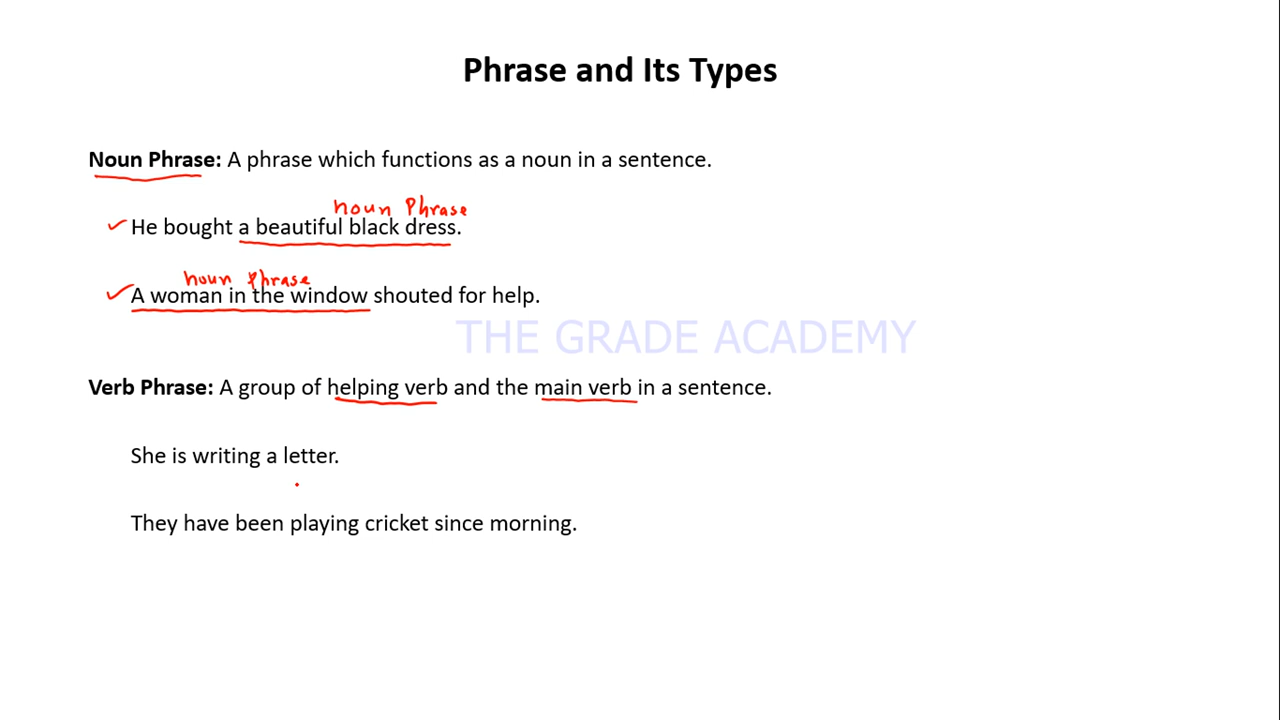 Phrase and Its Types
Noun Phrase: A phrase which functions as a noun in a sentence.
noun Phrase
He bought a beautiful black dress.
noun Phrase
A woman in the window shouted for help.
THE GRADE ACADEMY
Verb Phrase: A group of helping verb and the main verb in a sentence.
She is writing a letter.
They have been playing cricket since morning.